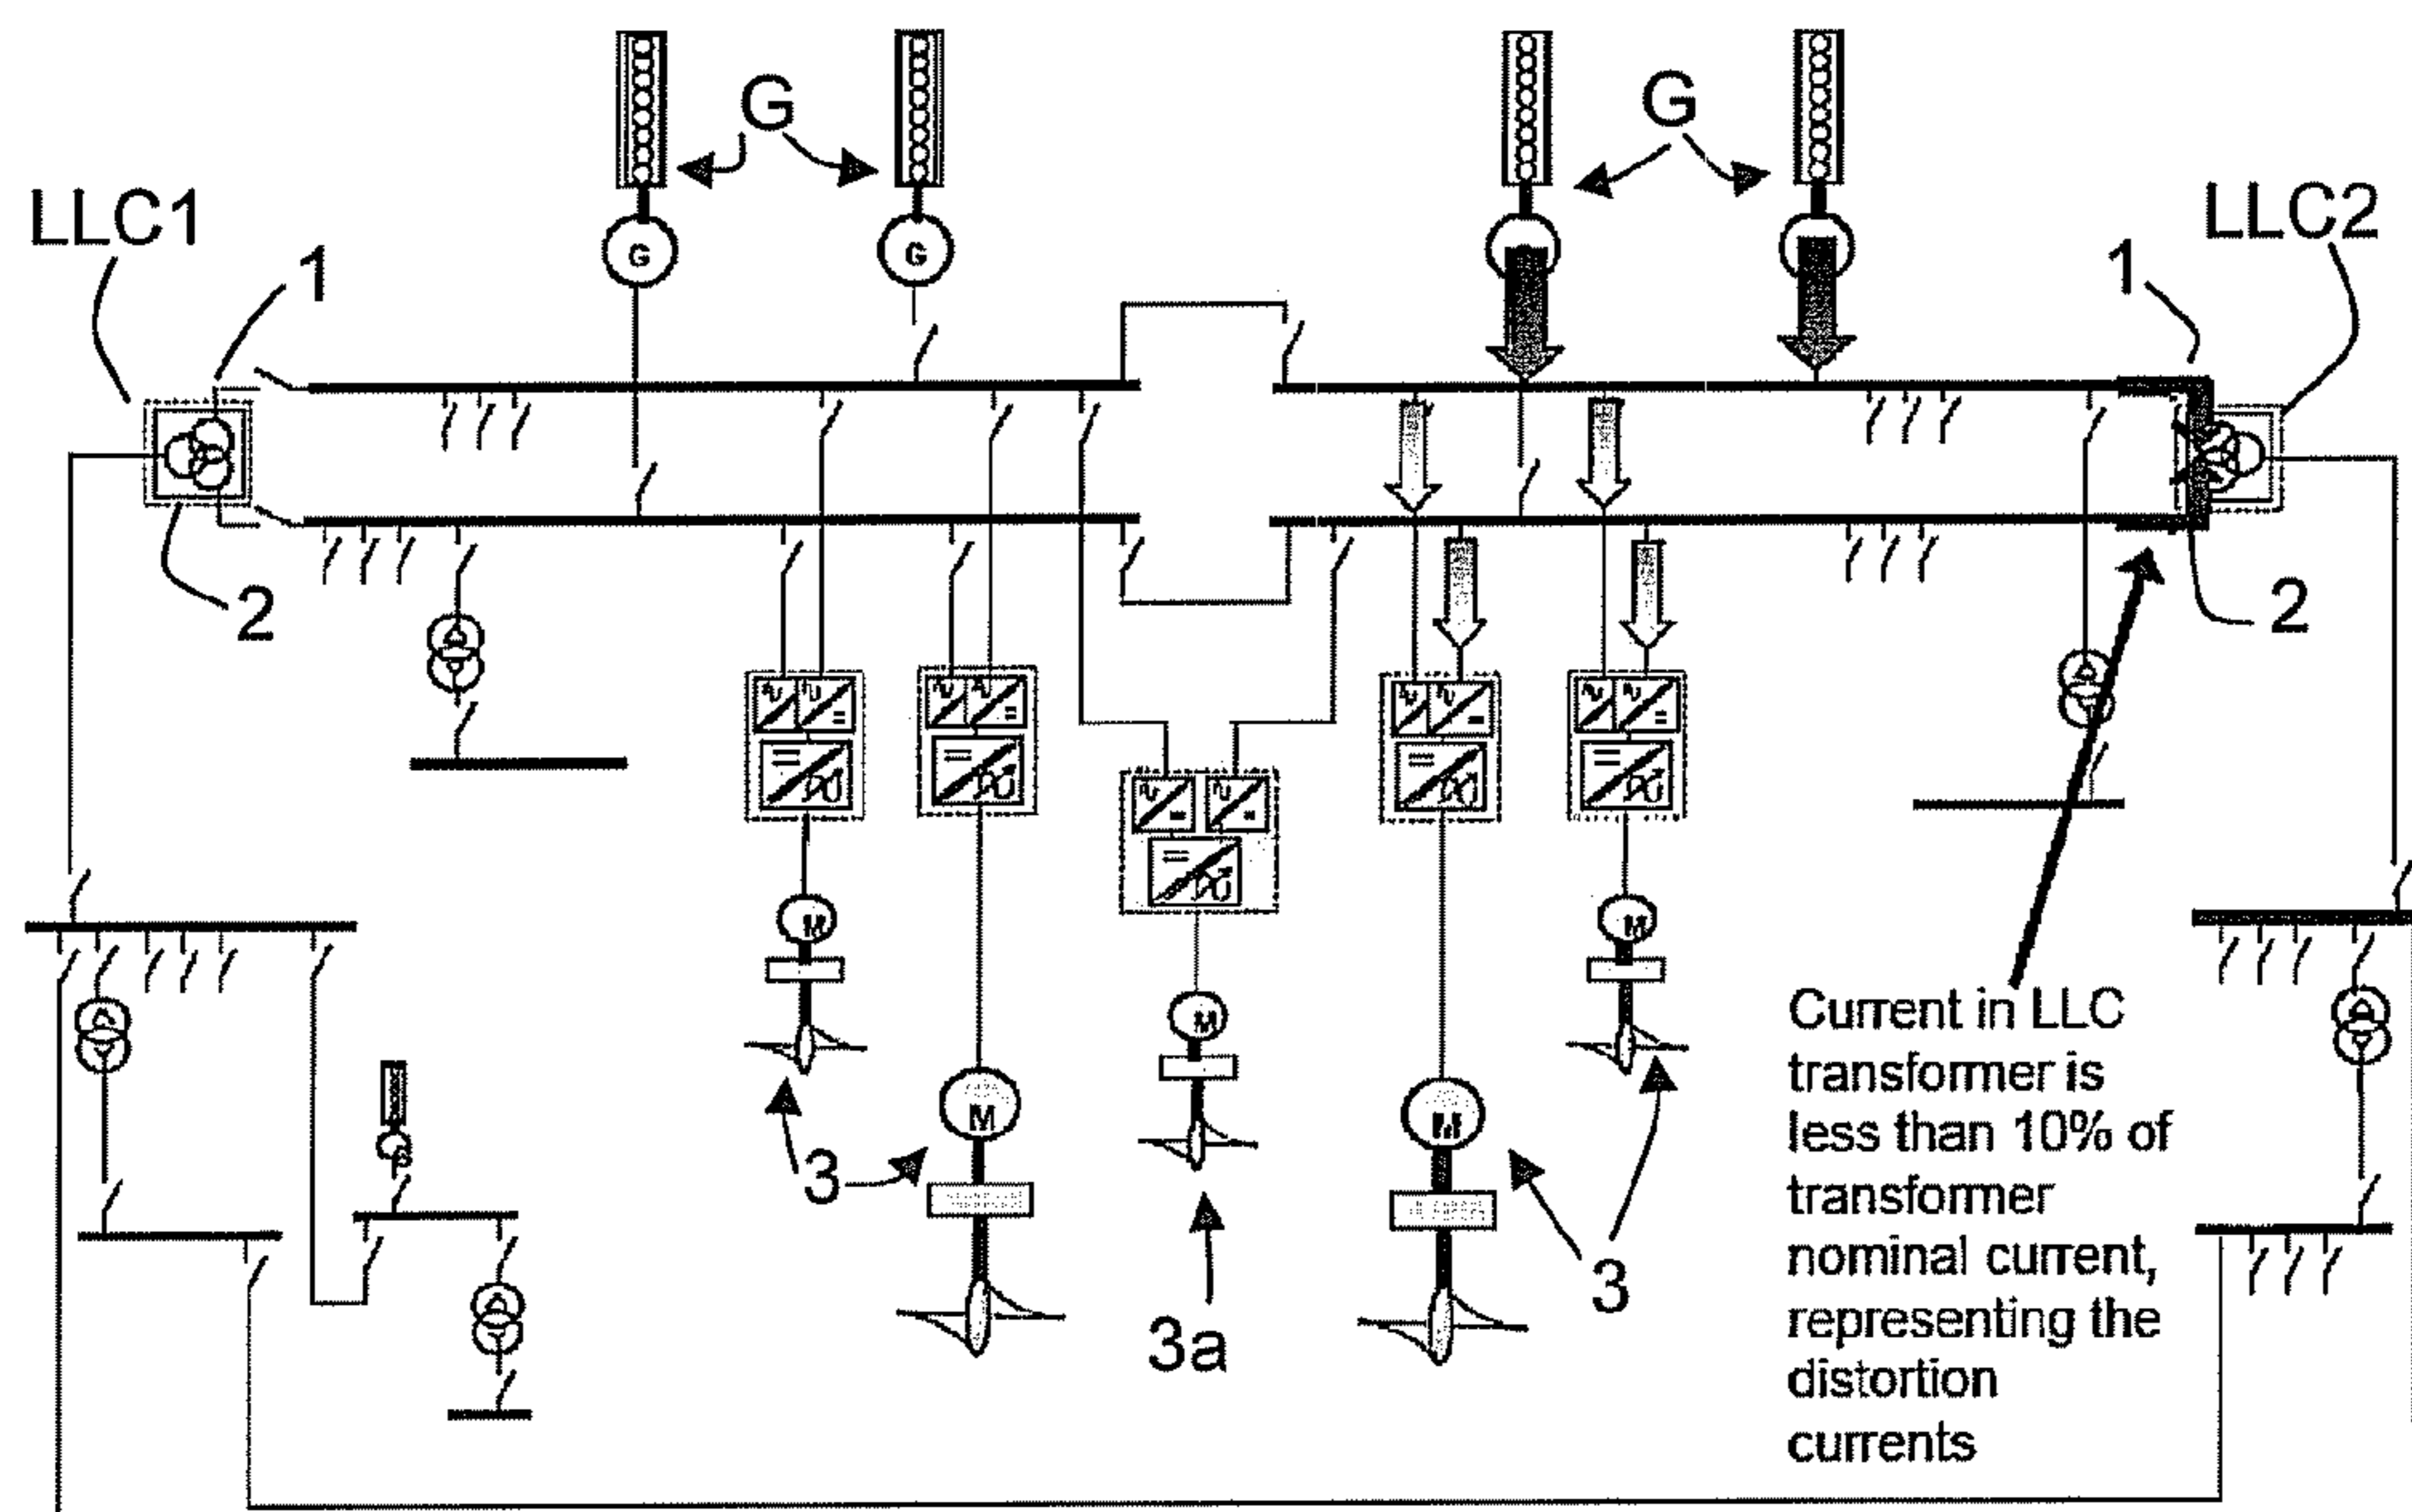 G
G
LLC1
LLC2
1
1
G
G
2
2
M
M
M
M
M
3
3
3a
Current in LLC
transformer is
less than 10% of
transformer
nominal current,
representing the
distortion
currents